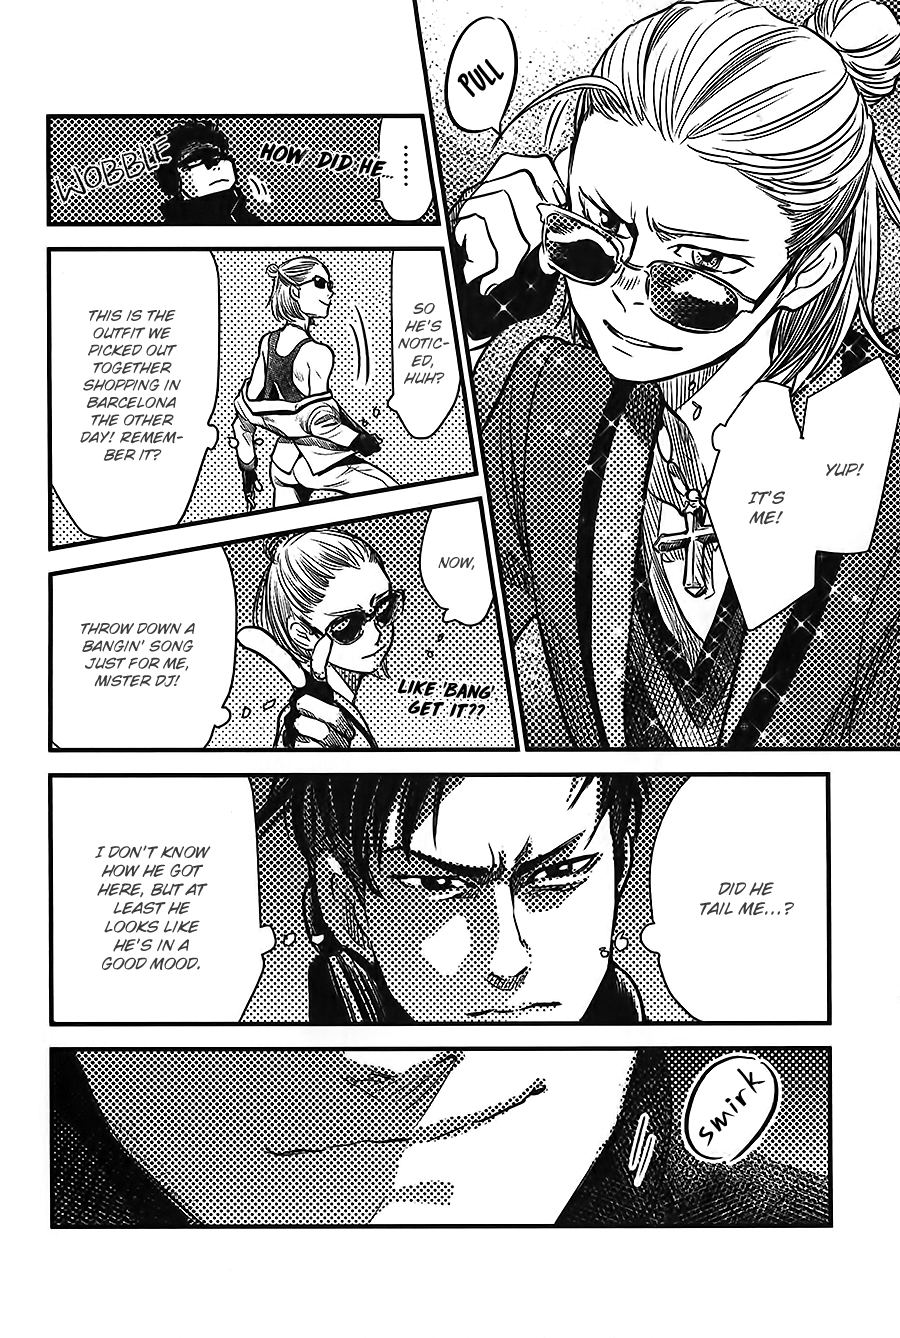 PULL
YUP!
IT'S
ME!
......
HOW DID HE
WOBBLE
SO
HE'S
NOTIC-
ED,
HUH?
THIS IS THE
OUTFIT WE
PICKED OUT
TOGETHER
SHOPPING IN
BARCELONA
THE OTHER
DAY! REMEM-
BER IT?
NOW,
THROW DOWN A
BANGIN' SONG
JUST FOR ME,
MISTER DJ!
LIKE 'BANG'
GET IT??
DID HE
TAIL ME...?
I DON'T KNOW
HOW HE GOT
HERE, BUT AT
LEAST HE
LOOKS LIKE
HE'S IN A
GOOD MOOD.
smirk